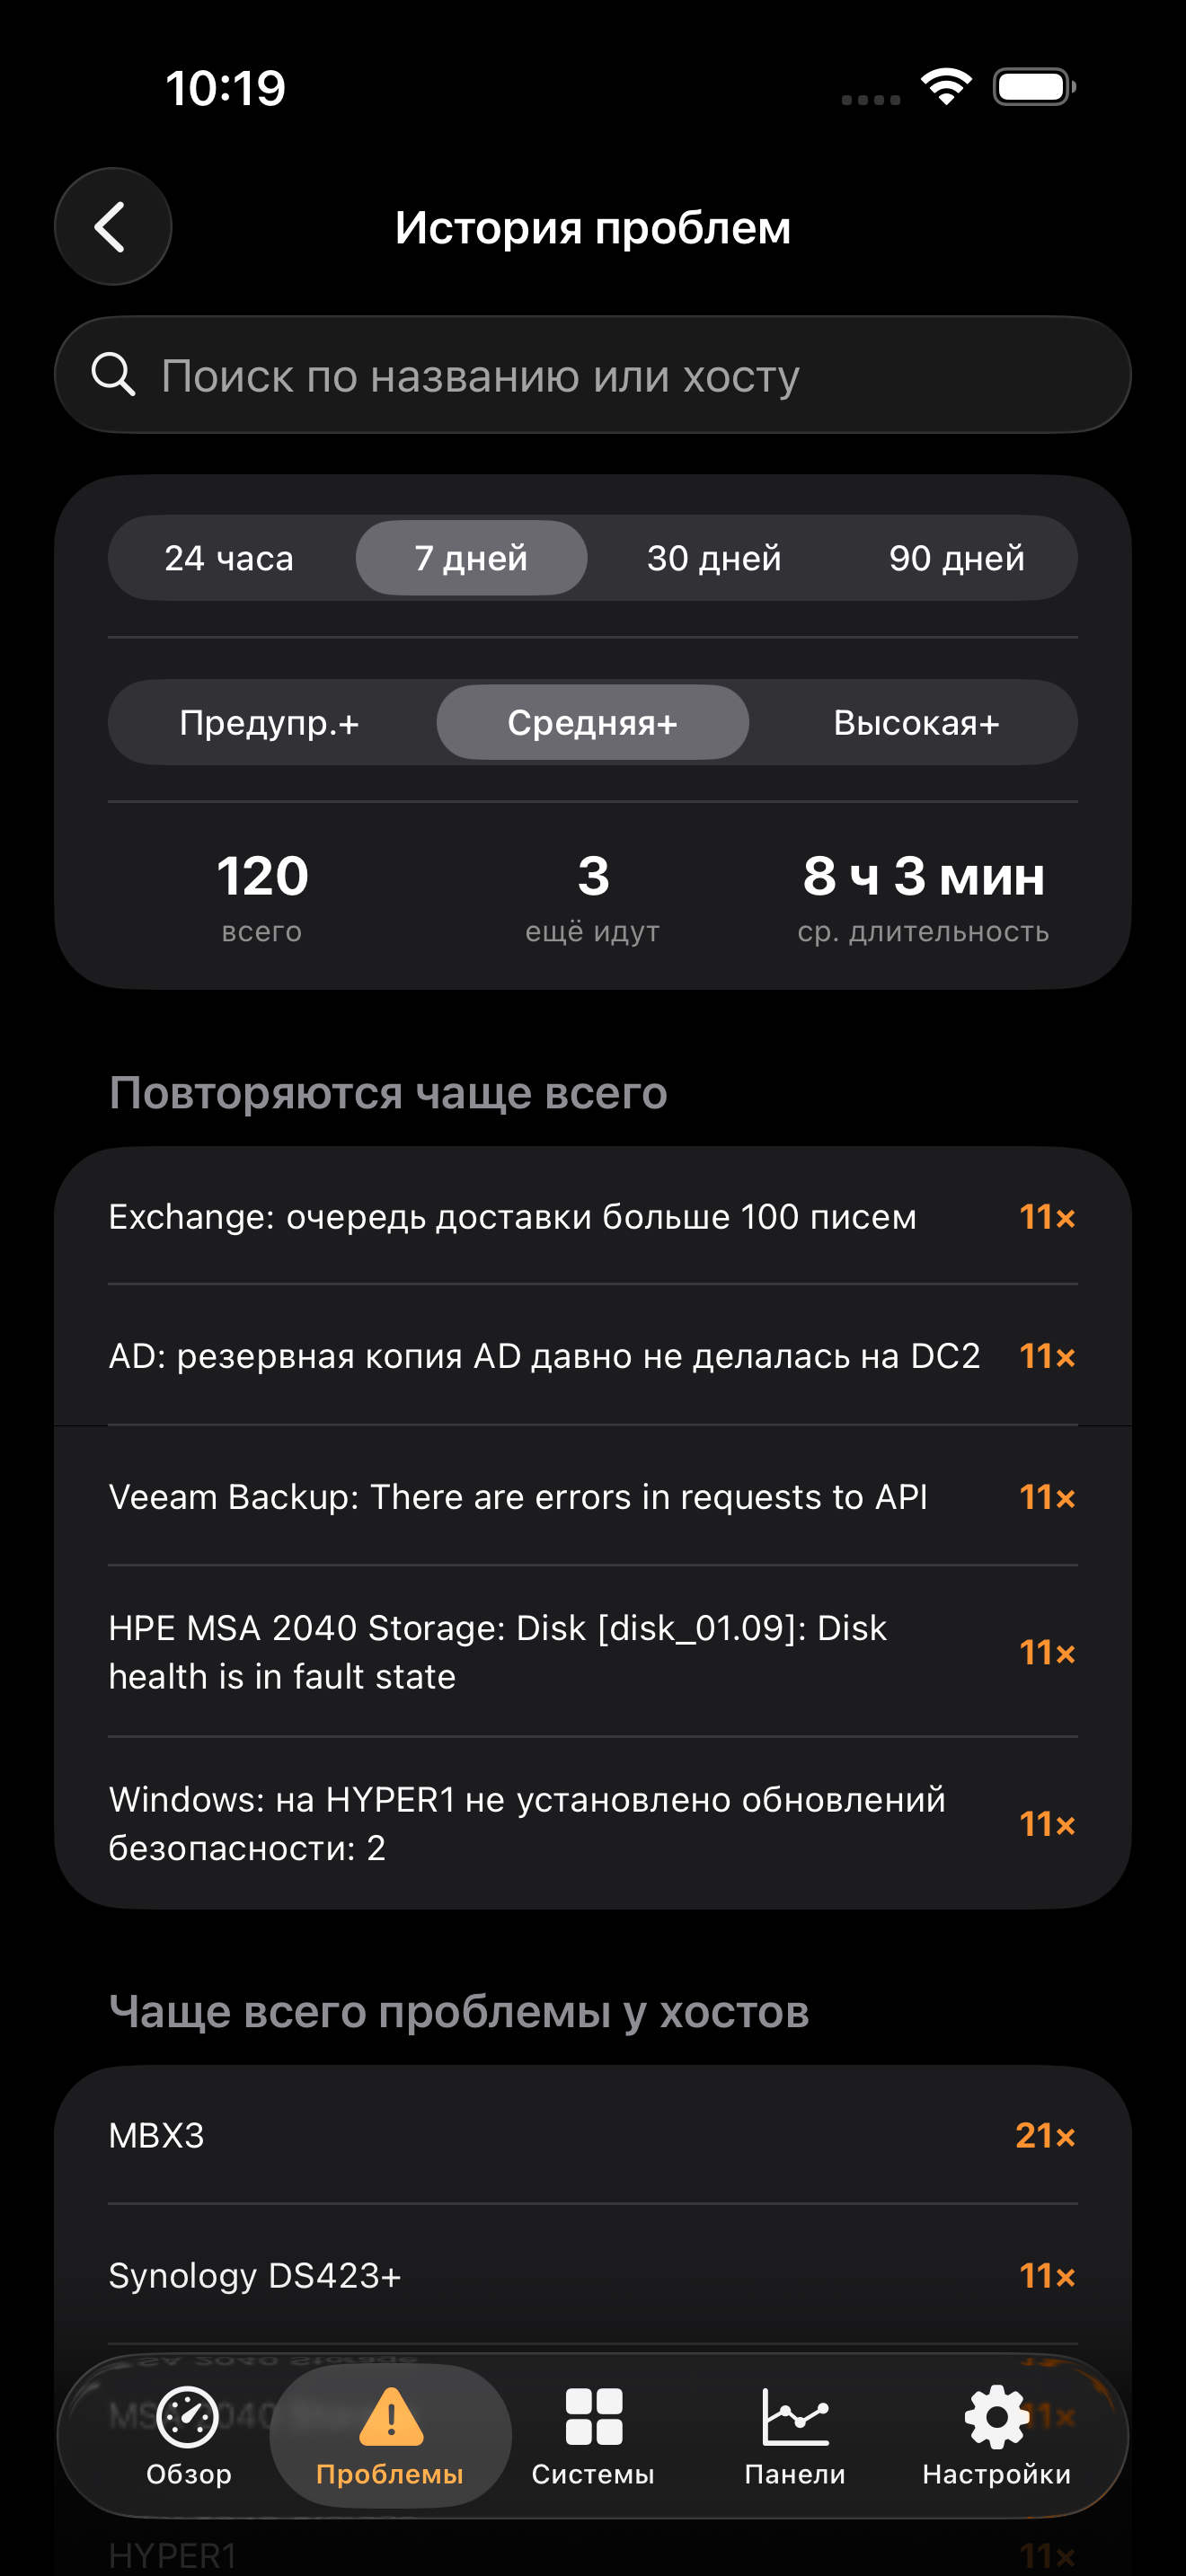 10:19
История проблем
Поиск по названию или хосту
24 часа 7 дней 30 дней 90 дней
Предупр.+ Средняя+ Высокая+
120 3 8 ч 3 мин
всего ещё идут ср. длительность
Повторяются чаще всего
Exchange: очередь доставки больше 100 писем 11×
AD: резервная копия AD давно не делалась на DC2 11×
Veeam Backup: There are errors in requests to API 11×
HPE MSA 2040 Storage: Disk [disk_01.09]: Disk
health is in fault state 11×
Windows: на HYPER1 не установлено обновлений
безопасности: 2 11×
Чаще всего проблемы у хостов
MBX3 21×
Synology DS423+ 11×
MSA 2040 Storage 11×
Обзор Проблемы Системы Панели Настройки
HYPER1 11×